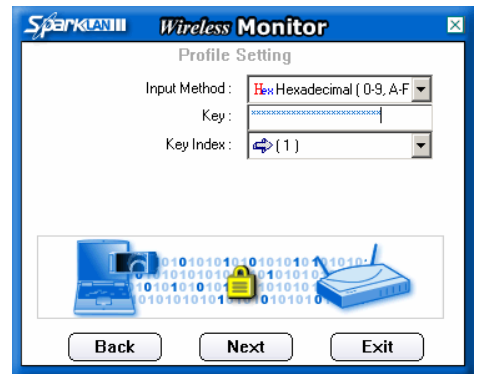 SparkLAN Wireless Monitor
Profile Setting
Input Method : Hex Hexadecimal ( 0-9, A-F
Key : **************************
Key Index : ( 1 )
Back Next Exit